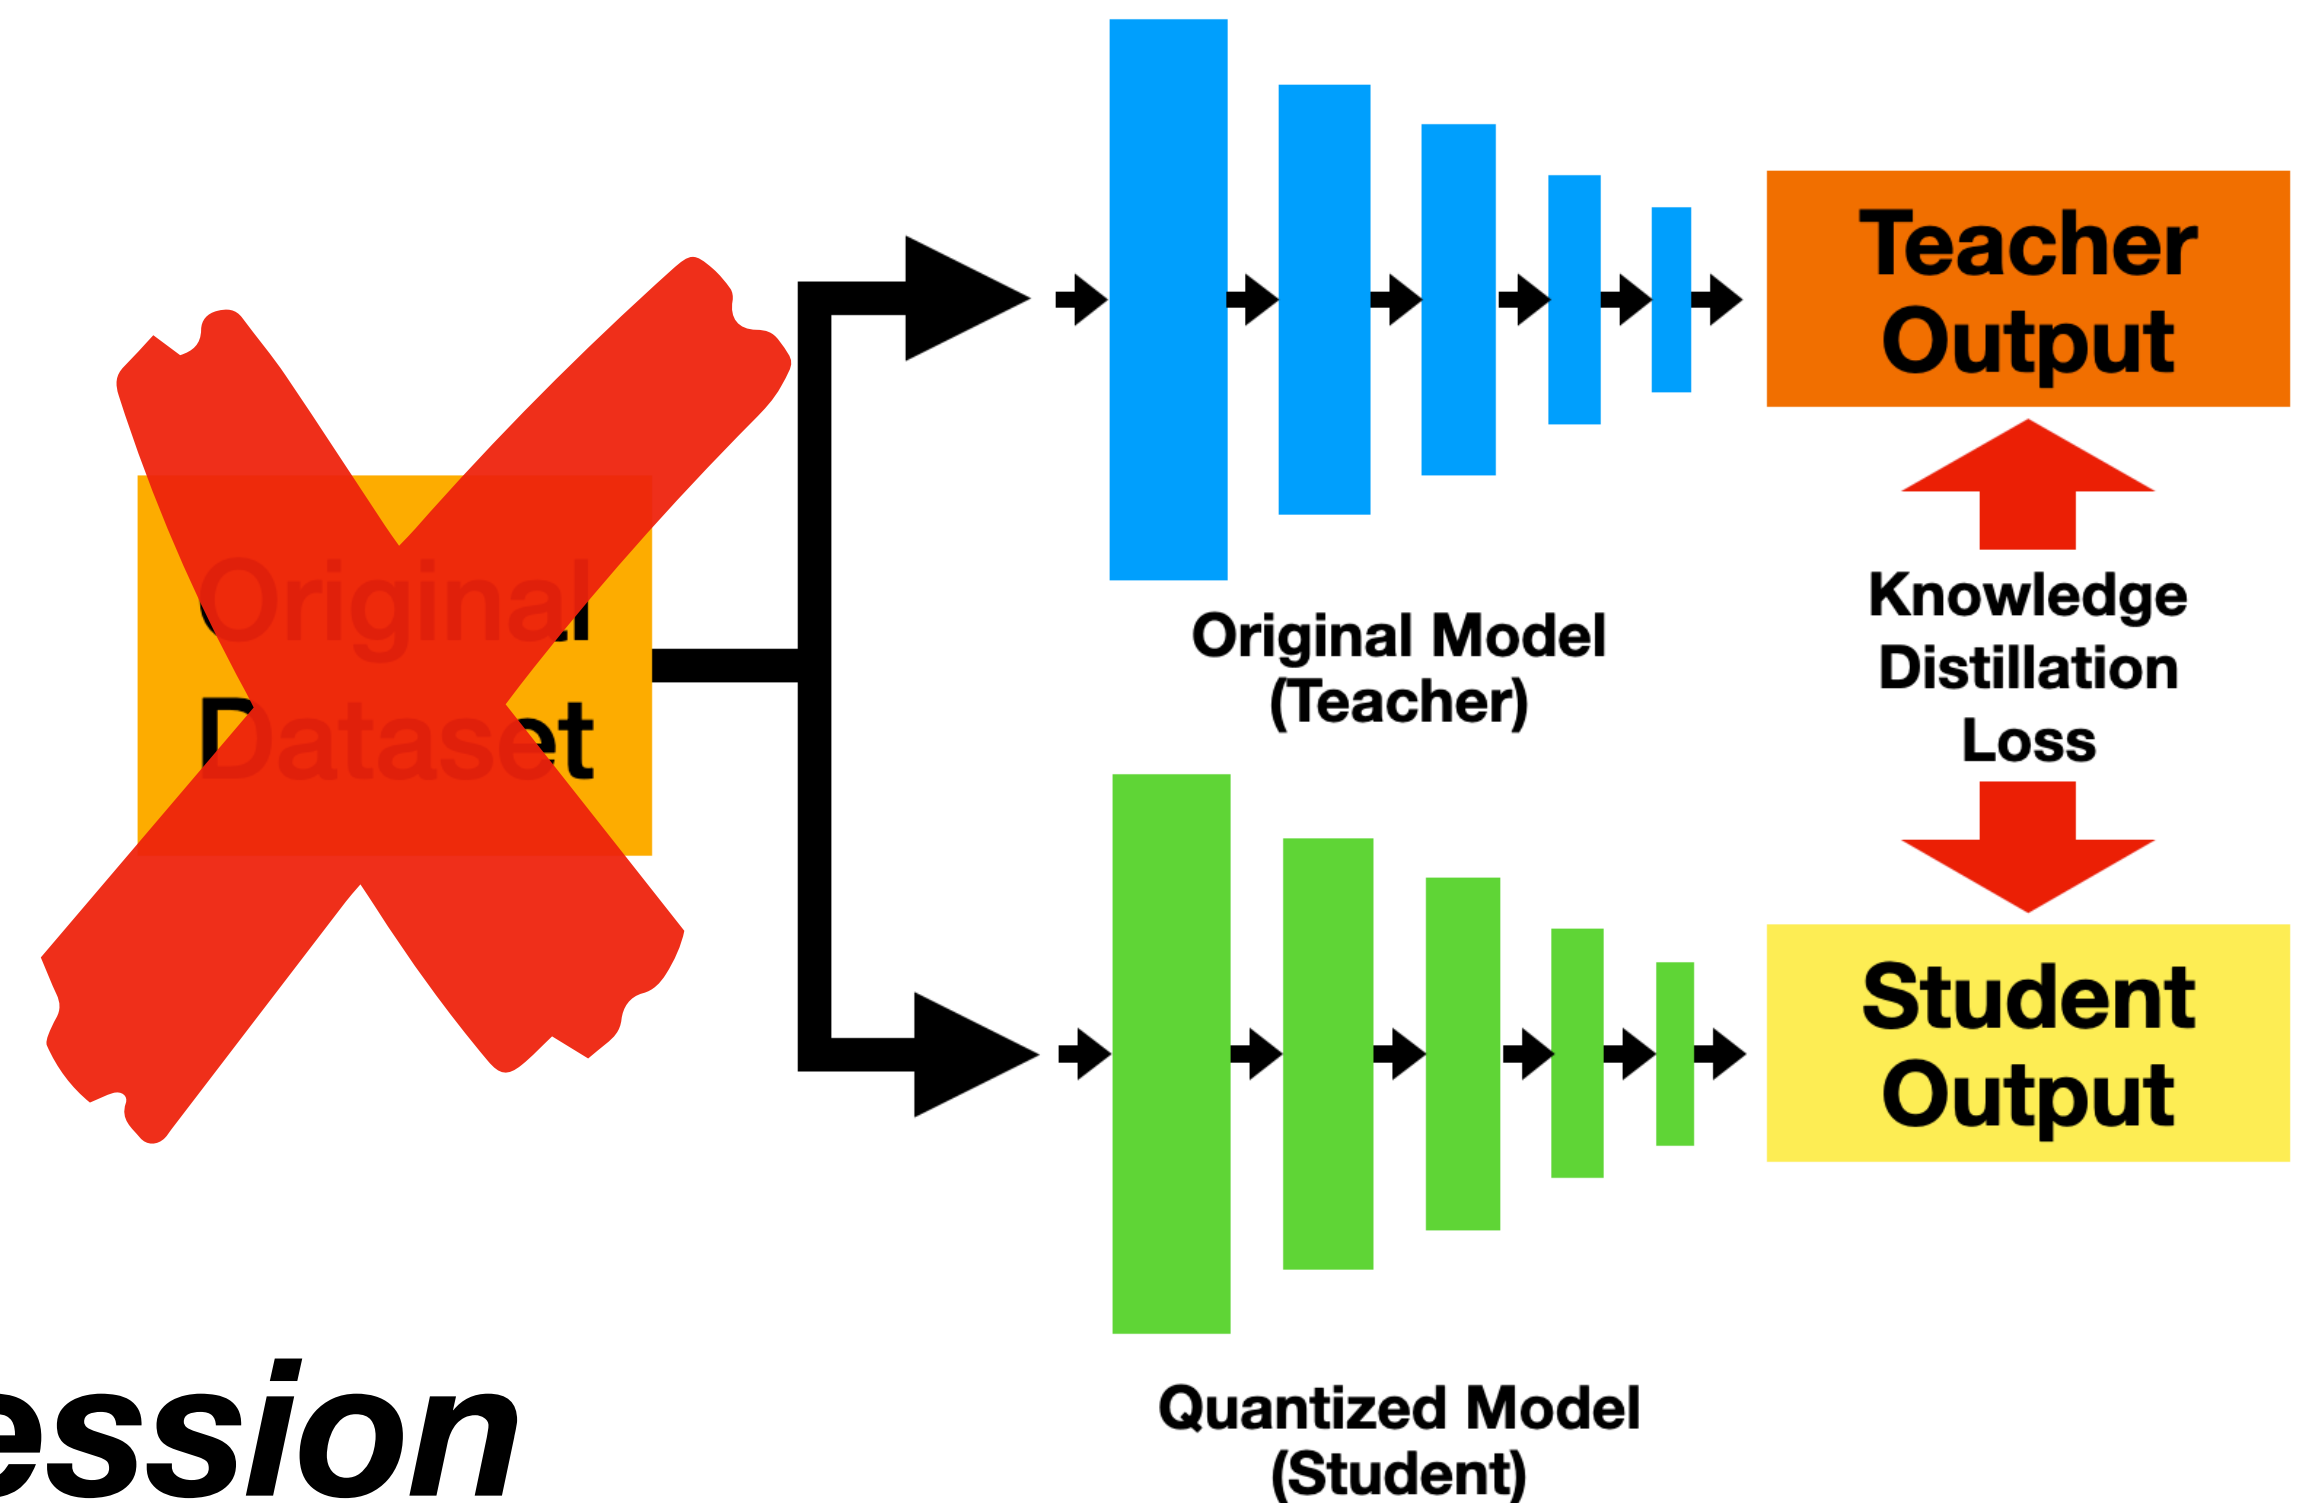 Original
Dataset
Original Model
(Teacher)
Teacher
Output
Knowledge
Distillation
Loss
Student
Output
Quantized Model
(Student)
ession